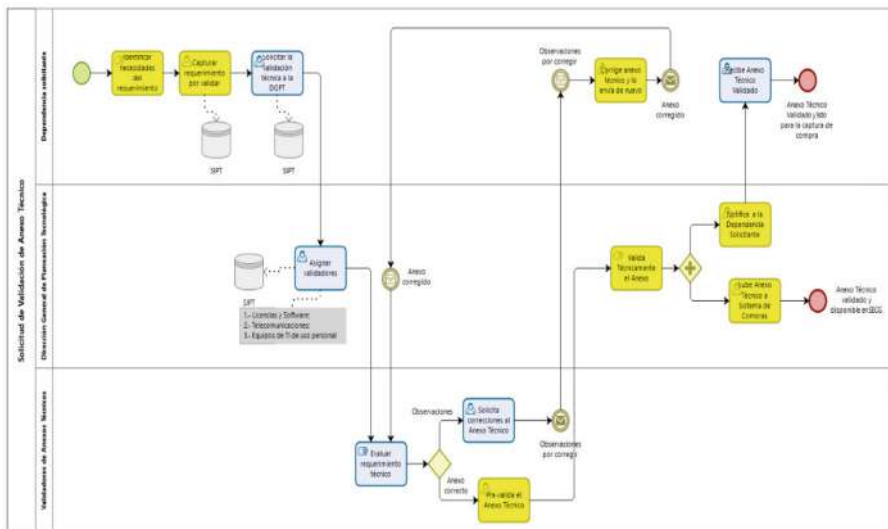 Solicitud de Validación de Anexo Técnico
Dependencia solicitante
Identificar
necesidades del
requerimiento
Capturar
requerimiento
por validar
Solicitar la
validación
técnica a la
DGPT
SIPT
SIPT
Observaciones
por corregir
Corrige anexo
técnico y lo
envía de nuevo
Anexo
corregido
Recibe Anexo
Técnico
Validado
Anexo Técnico
Validado y listo
para la captura de
compra
Dirección General de Planeación Tecnológica
Asignar
validadores
SIPT
1.- Licencias y Software;
2.- Telecomunicaciones;
3.- Equipos de TI de uso personal
Anexo
corregido
Valida
Técnicamente
el Anexo
Notifica a la
Dependencia
Solicitante
Sube Anexo
Técnico a
Sistema de
Compras
Anexo Técnico
validado y
disponible en SECG
Validadores de Anexos Técnicos
Evaluar
requerimiento
técnico
Observaciones
Solicita
correcciones al
Anexo Técnico
Observaciones
por corregir
Anexo
correcto
Pre-valida el
Anexo Técnico